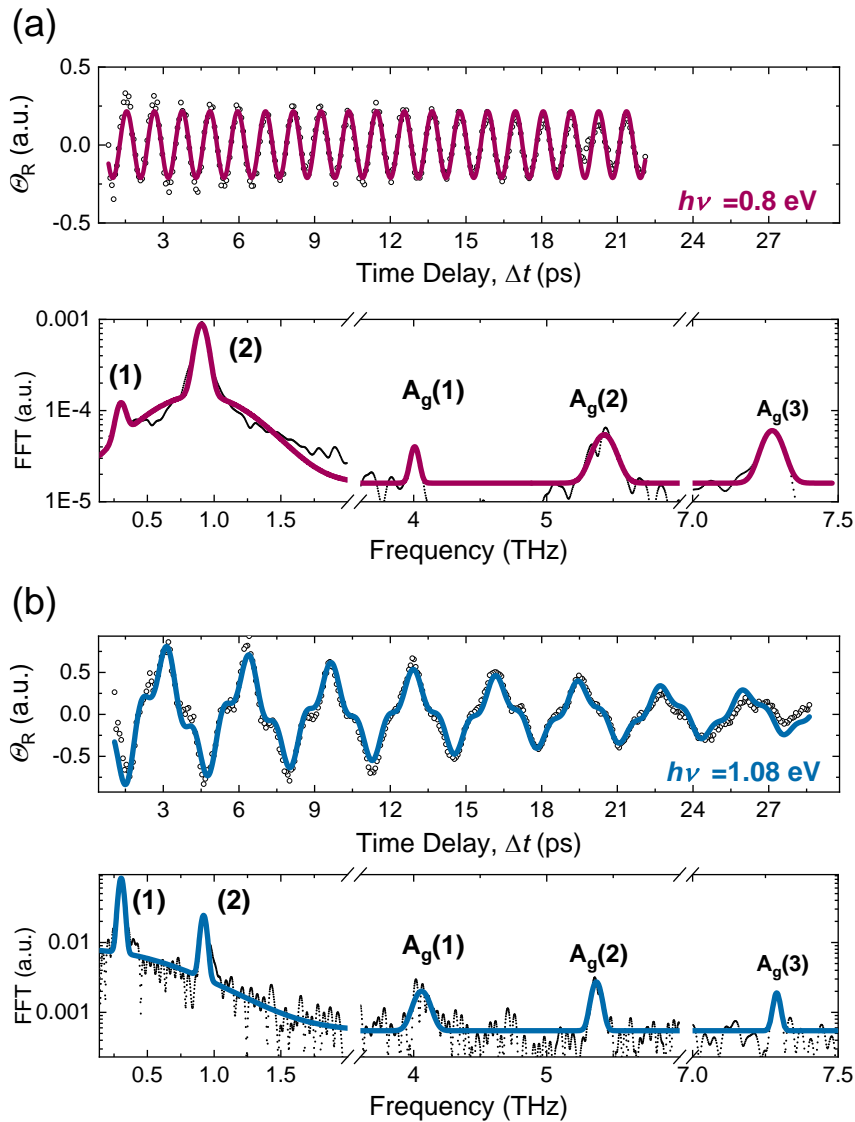 (a)
0.5
0.0
-0.5
Θ_R (a.u.)
hν =0.8 eV
3 6 9 12 15 18 21 24 27
Time Delay, Δt (ps)
0.001
1E-4
1E-5
FFT (a.u.)
(1) (2) A_g(1) A_g(2) A_g(3)
0.5 1.0 1.5 4 5 7.0 7.5
Frequency (THz)
(b)
0.5
0.0
-0.5
Θ_R (a.u.)
hν =1.08 eV
3 6 9 12 15 18 21 24 27
Time Delay, Δt (ps)
0.01
0.001
FFT (a.u.)
(1) (2) A_g(1) A_g(2) A_g(3)
0.5 1.0 1.5 4 5 7.0 7.5
Frequency (THz)